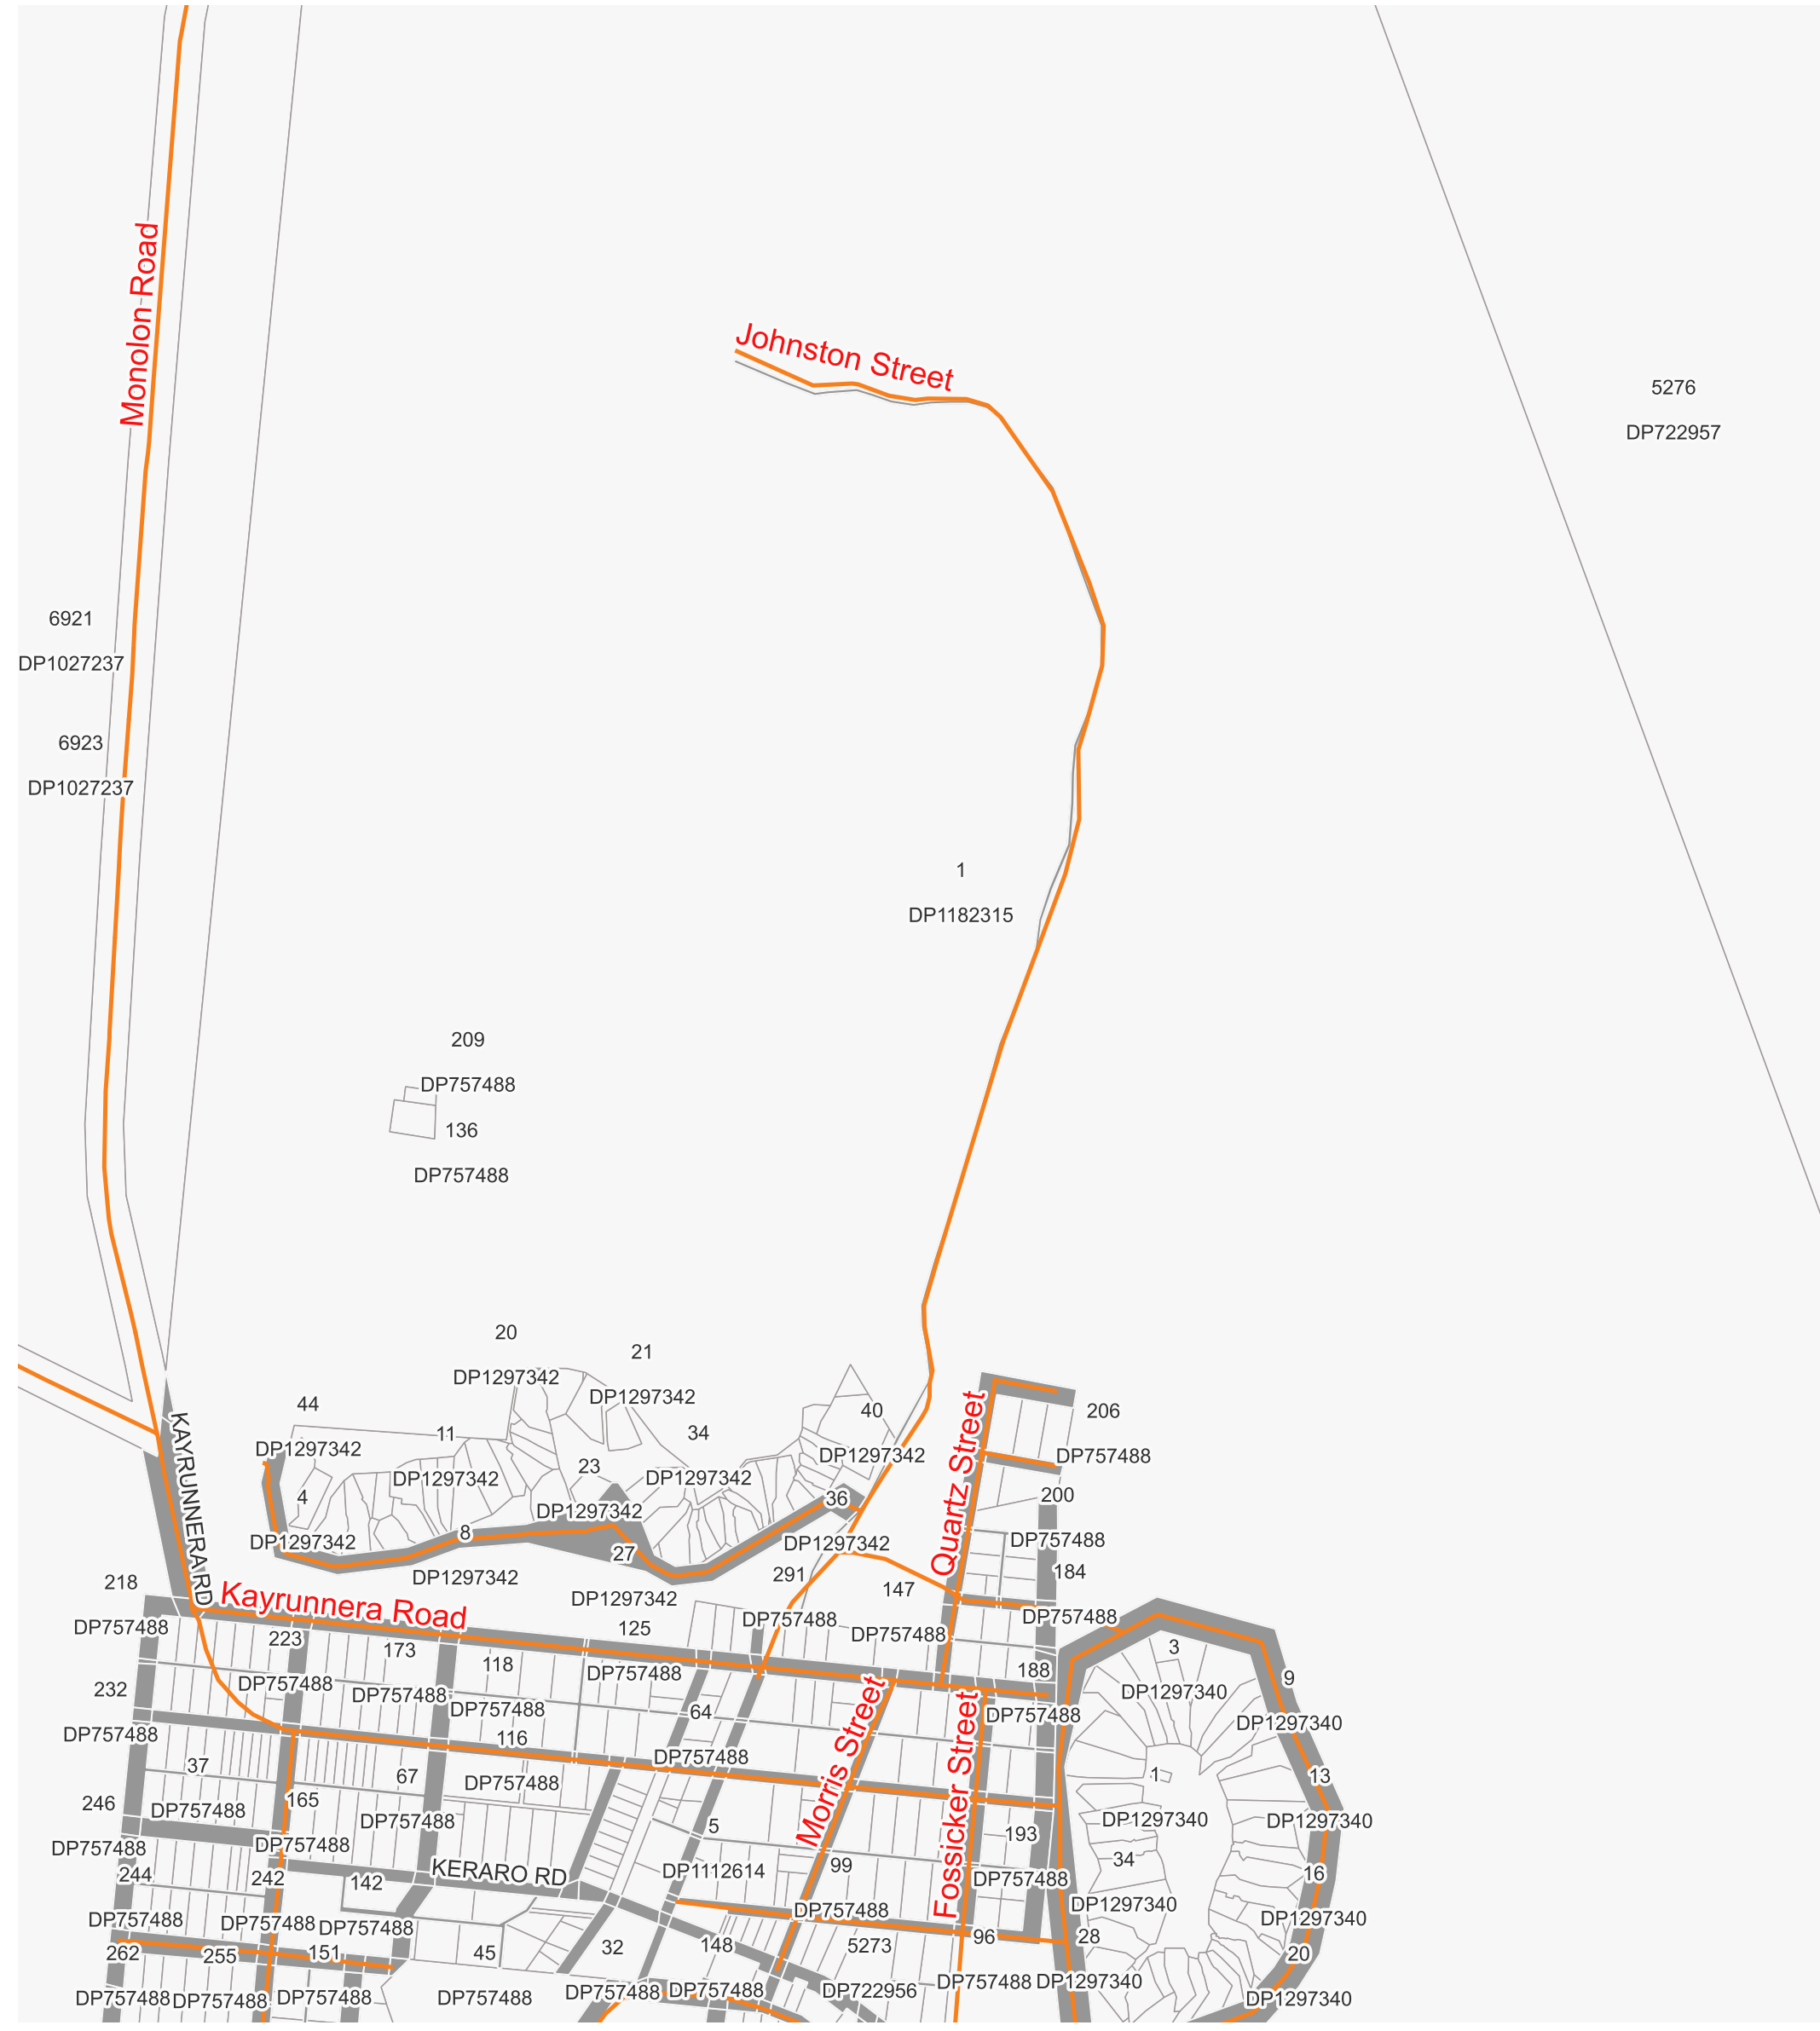 Monolon Road
Johnston Street
5276
DP722957
6921
DP1027237
6923
DP1027237
1
DP1182315
209
DP757488
136
DP757488
20
DP1297342
21
DP1297342
44
DP1297342
11
DP1297342
34
DP1297342
40
DP1297342
206
DP757488
KAYRUNNERA RD
4
DP1297342
23
DP1297342
8
DP1297342
27
DP1297342
36
DP1297342
Quartz Street
200
DP757488
184
DP757488
218
DP757488
Kayrunnera Road
291
DP757488
147
DP757488
223
DP757488
173
DP757488
118
DP757488
125
DP757488
188
DP757488
3
DP1297340
9
DP1297340
232
DP757488
64
DP757488
116
DP757488
Morris Street
Fossicker Street
37
DP757488
67
DP757488
165
DP757488
246
DP757488
1
DP1297340
13
DP1297340
5
DP1112614
193
DP757488
34
DP1297340
KERARO RD
99
DP757488
244
DP757488
242
DP757488
142
DP757488
16
DP1297340
262
DP757488
255
DP757488
151
DP757488
45
DP757488
32
DP757488
148
DP757488
5273
DP722956
96
DP757488
28
DP1297340
20
DP1297340